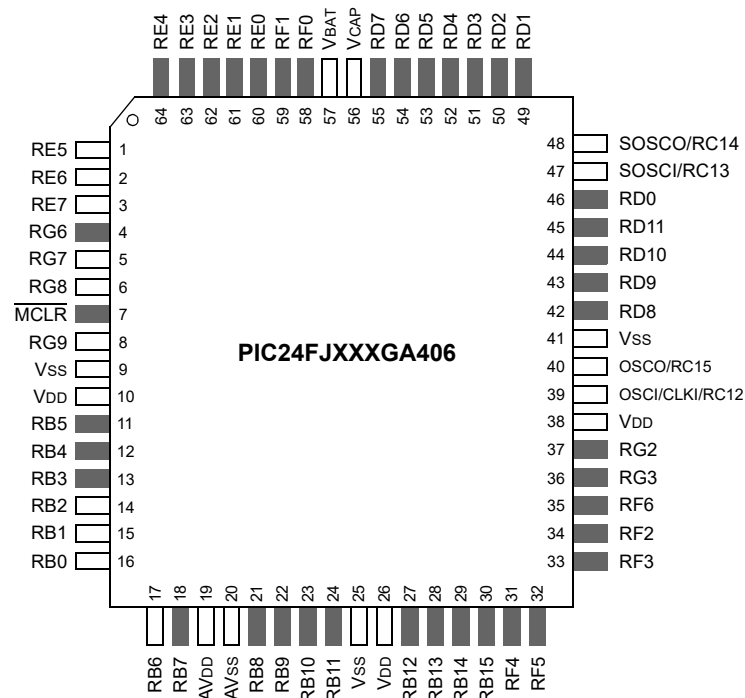 RE4 RE3 RE2 RE1 RE0 RF1 RF0 VBAT VCAP RD7 RD6 RD5 RD4 RD3 RD2 RD1
64 63 62 61 60 59 58 57 56 55 54 53 52 51 50 49
RE5 1
RE6 2
RE7 3
RG6 4
RG7 5
RG8 6
MCLR 7
RG9 8
VSS 9
VDD 10
RB5 11
RB4 12
RB3 13
RB2 14
RB1 15
RB0 16
PIC24FJXXXGA406
48 SOSCO/RC14
47 SOSCI/RC13
46 RD0
45 RD11
44 RD10
43 RD9
42 RD8
41 VSS
40 OSCO/RC15
39 OSCI/CLKI/RC12
38 VDD
37 RG2
36 RG3
35 RF6
34 RF2
33 RF3
17 18 19 20 21 22 23 24 25 26 27 28 29 30 31 32
RB6 RB7 AVDD AVSS RB8 RB9 RB10 RB11 VSS VDD RB12 RB13 RB14 RB15 RF4 RF5